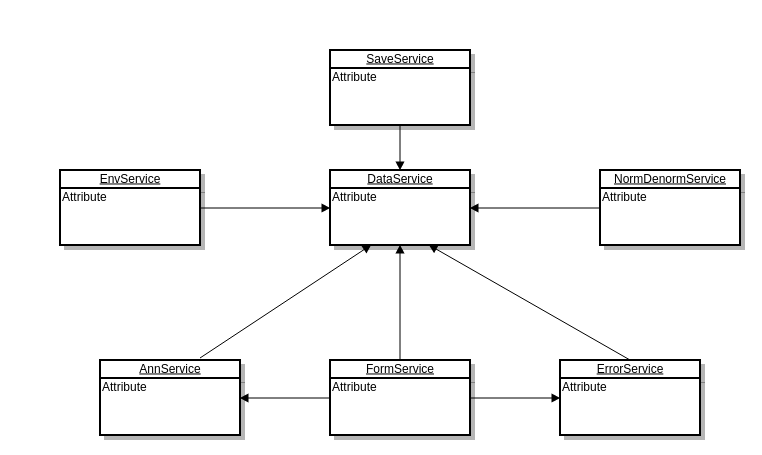 SaveService
Attribute
EnvService
Attribute
DataService
Attribute
NormDenormService
Attribute
AnnService
Attribute
FormService
Attribute
ErrorService
Attribute